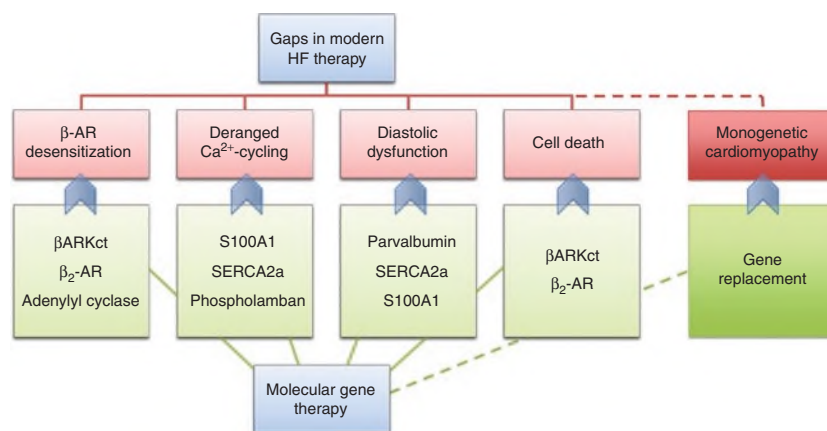 Gaps in modern
HF therapy
β-AR
desensitization
Deranged
Ca²⁺-cycling
Diastolic
dysfunction
Cell death
Monogenetic
cardiomyopathy
βARKct
β₂-AR
Adenylyl cyclase
S100A1
SERCA2a
Phospholamban
Parvalbumin
SERCA2a
S100A1
βARKct
β₂-AR
Gene
replacement
Molecular gene
therapy